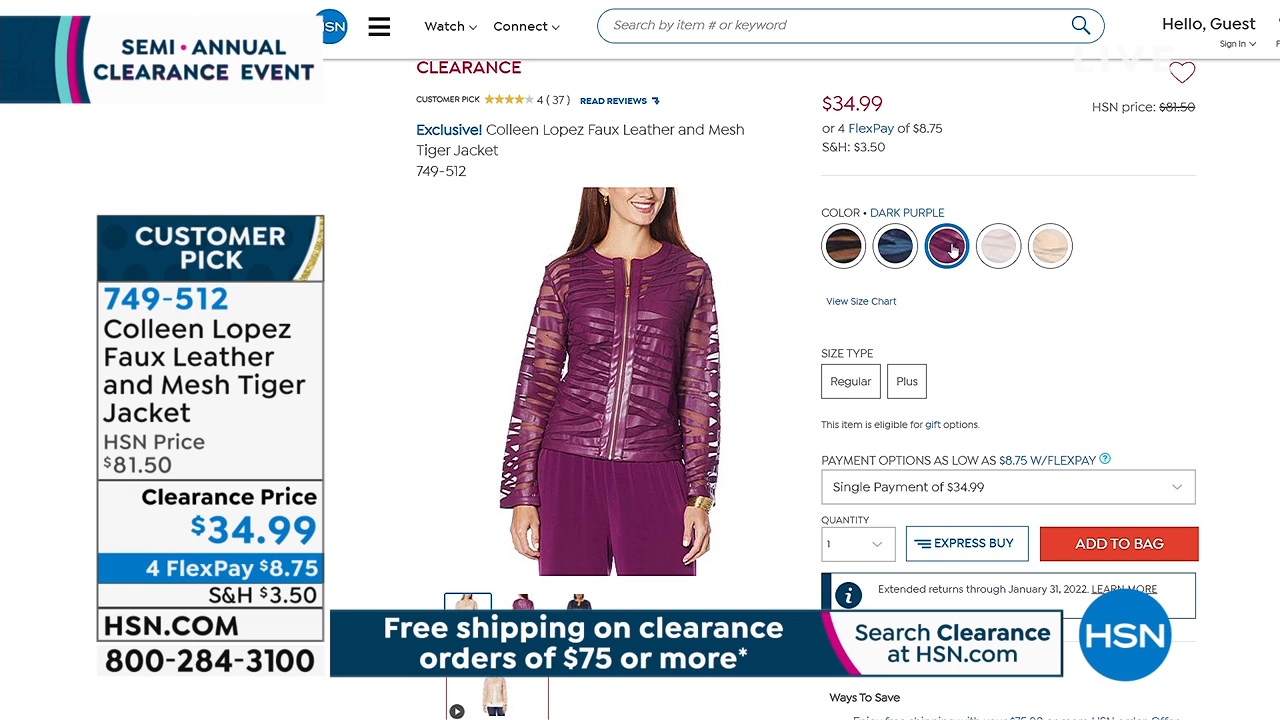 SEMI • ANNUAL
CLEARANCE EVENT
HSN
Watch
Connect
Search by item # or keyword
Hello, Guest
Sign In
LIVE
CLEARANCE
CUSTOMER PICK
4 ( 37 )
READ REVIEWS
Exclusive! Colleen Lopez Faux Leather and Mesh
Tiger Jacket
749-512
$34.99
HSN price: $81.50
or 4 FlexPay of $8.75
S&H: $3.50
COLOR • DARK PURPLE
View Size Chart
SIZE TYPE
Regular
Plus
This item is eligible for gift options.
PAYMENT OPTIONS AS LOW AS $8.75 W/FLEXPAY ?
Single Payment of $34.99
QUANTITY
1
EXPRESS BUY
ADD TO BAG
Extended returns through January 31, 2022. LEARN MORE
Ways To Save
CUSTOMER
PICK
749-512
Colleen Lopez
Faux Leather
and Mesh Tiger
Jacket
HSN Price
$81.50
Clearance Price
$34.99
4 FlexPay $8.75
S&H $3.50
HSN.COM
800-284-3100
Free shipping on clearance
orders of $75 or more*
Search Clearance
at HSN.com
HSN